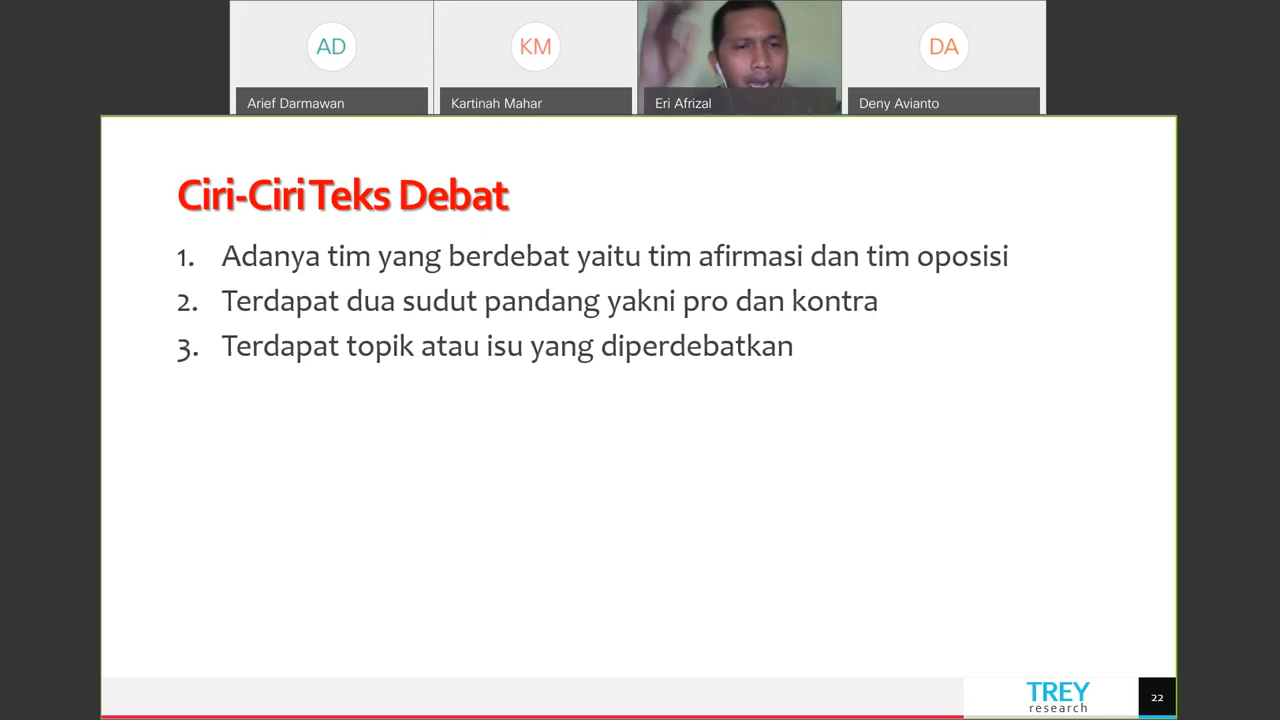 AD
KM
DA
Arief Darmawan
Kartinah Mahar
Eri Afrizal
Deny Avianto
Ciri-Ciri Teks Debat
1. Adanya tim yang berdebat yaitu tim afirmasi dan tim oposisi
2. Terdapat dua sudut pandang yakni pro dan kontra
3. Terdapat topik atau isu yang diperdebatkan
TREY
research
22